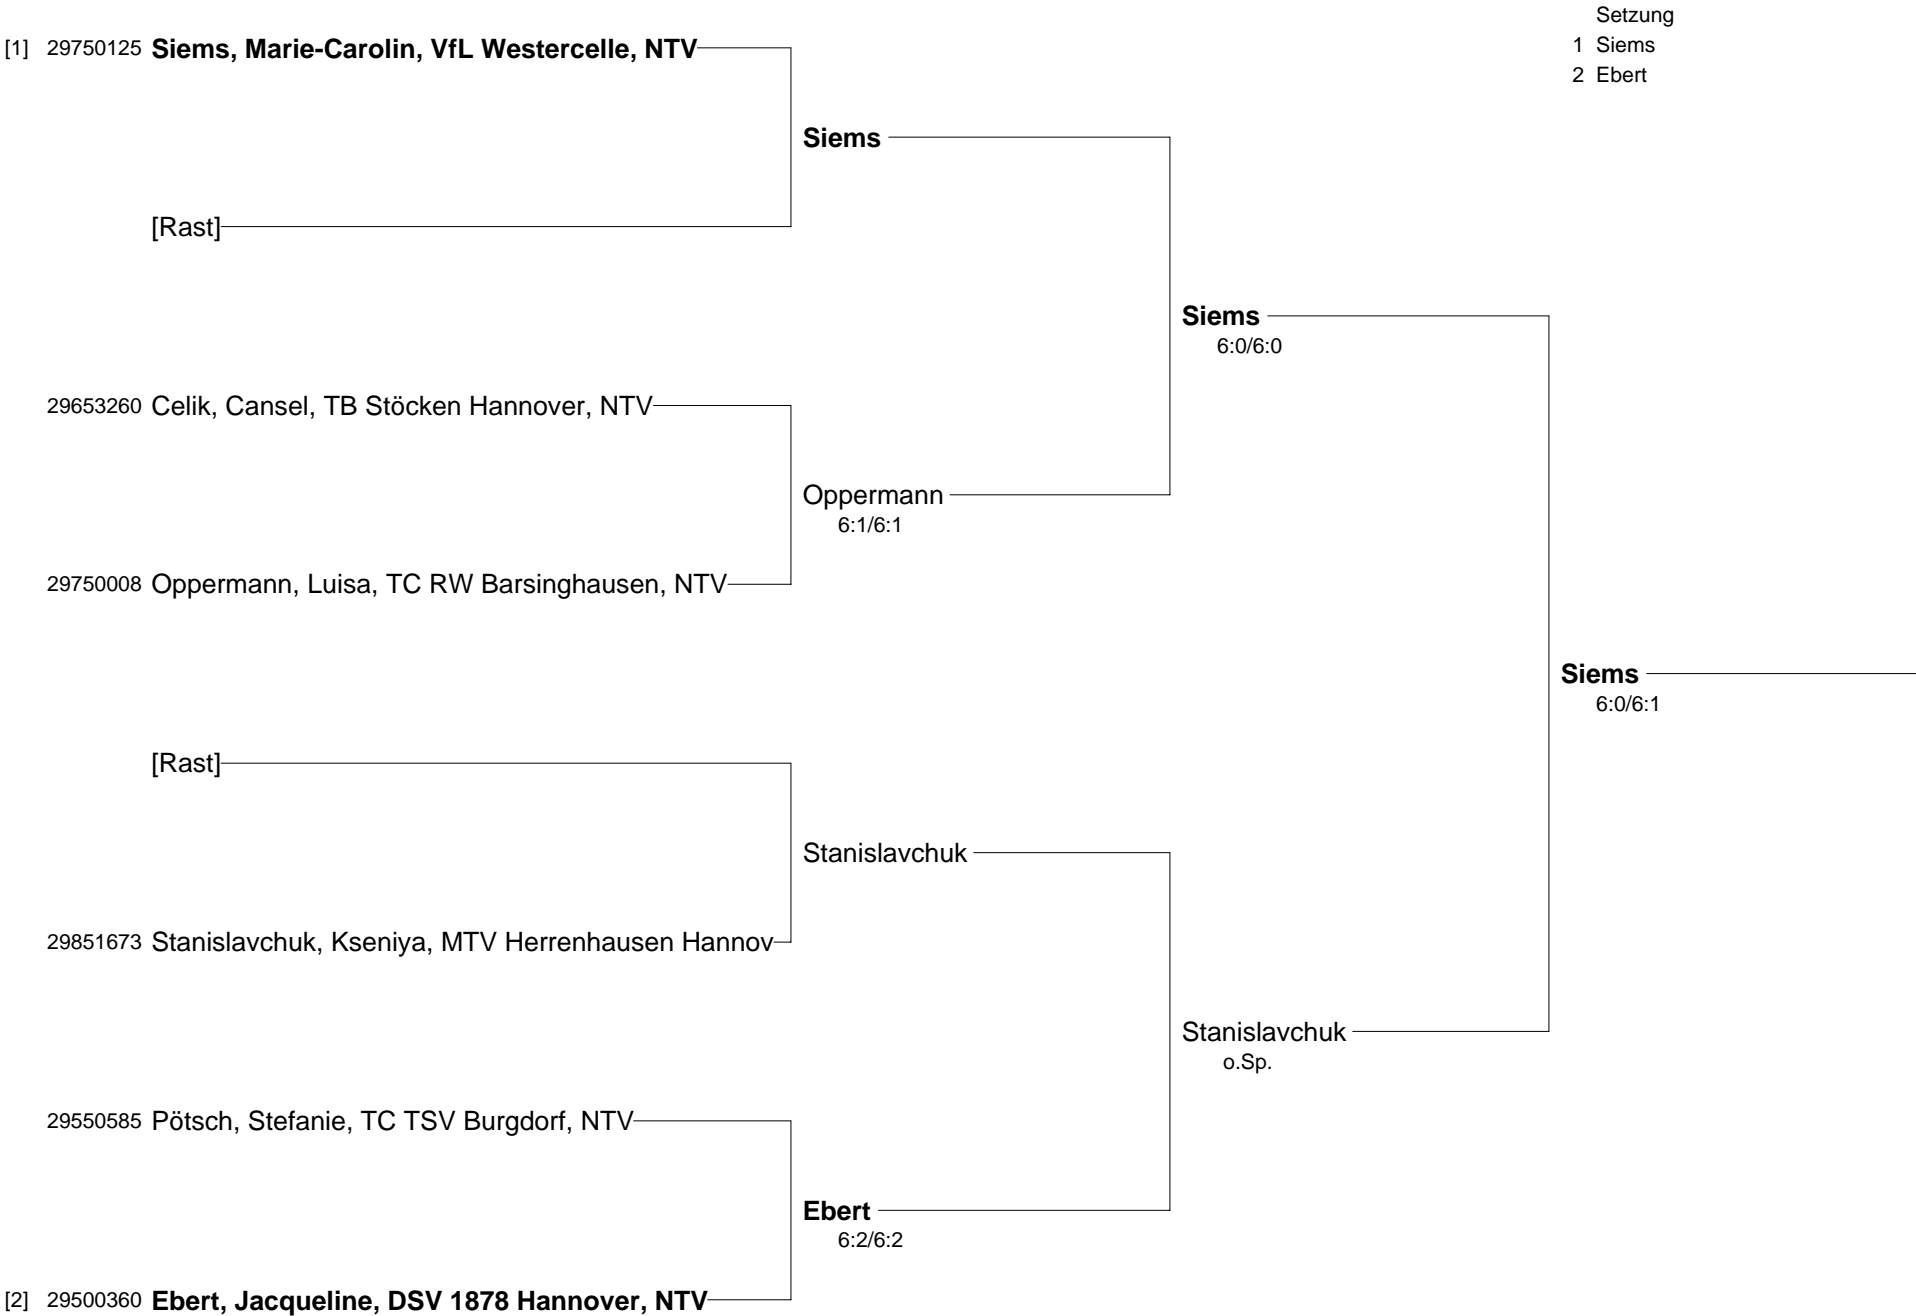 Setzung
1 Siems
2 Ebert
[1] 29750125 Siems, Marie-Carolin, VfL Westercelle, NTV
Siems
[Rast]
Siems
6:0/6:0
29653260 Celik, Cansel, TB Stöcken Hannover, NTV
Oppermann
6:1/6:1
29750008 Oppermann, Luisa, TC RW Barsinghausen, NTV
Siems
6:0/6:1
[Rast]
Stanislavchuk
29851673 Stanislavchuk, Kseniya, MTV Herrenhausen Hannov
Stanislavchuk
o.Sp.
29550585 Pötsch, Stefanie, TC TSV Burgdorf, NTV
Ebert
6:2/6:2
[2] 29500360 Ebert, Jacqueline, DSV 1878 Hannover, NTV